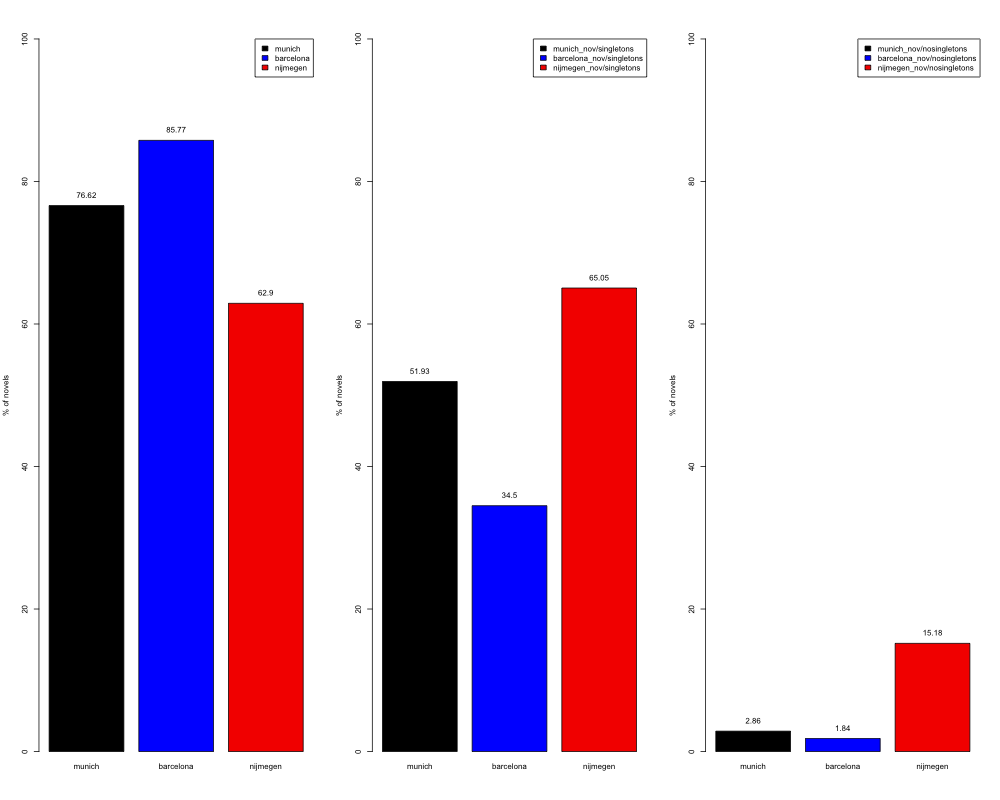 munich
barcelona
nijmegen
% of novels
0
20
40
60
80
100
76.62
85.77
62.9
munich
barcelona
nijmegen
munich_nov/singletons
barcelona_nov/singletons
nijmegen_nov/singletons
% of novels
0
20
40
60
80
100
51.93
34.5
65.05
munich
barcelona
nijmegen
munich_nov/nosingletons
barcelona_nov/nosingletons
nijmegen_nov/nosingletons
% of novels
0
20
40
60
80
100
2.86
1.84
15.18
munich
barcelona
nijmegen